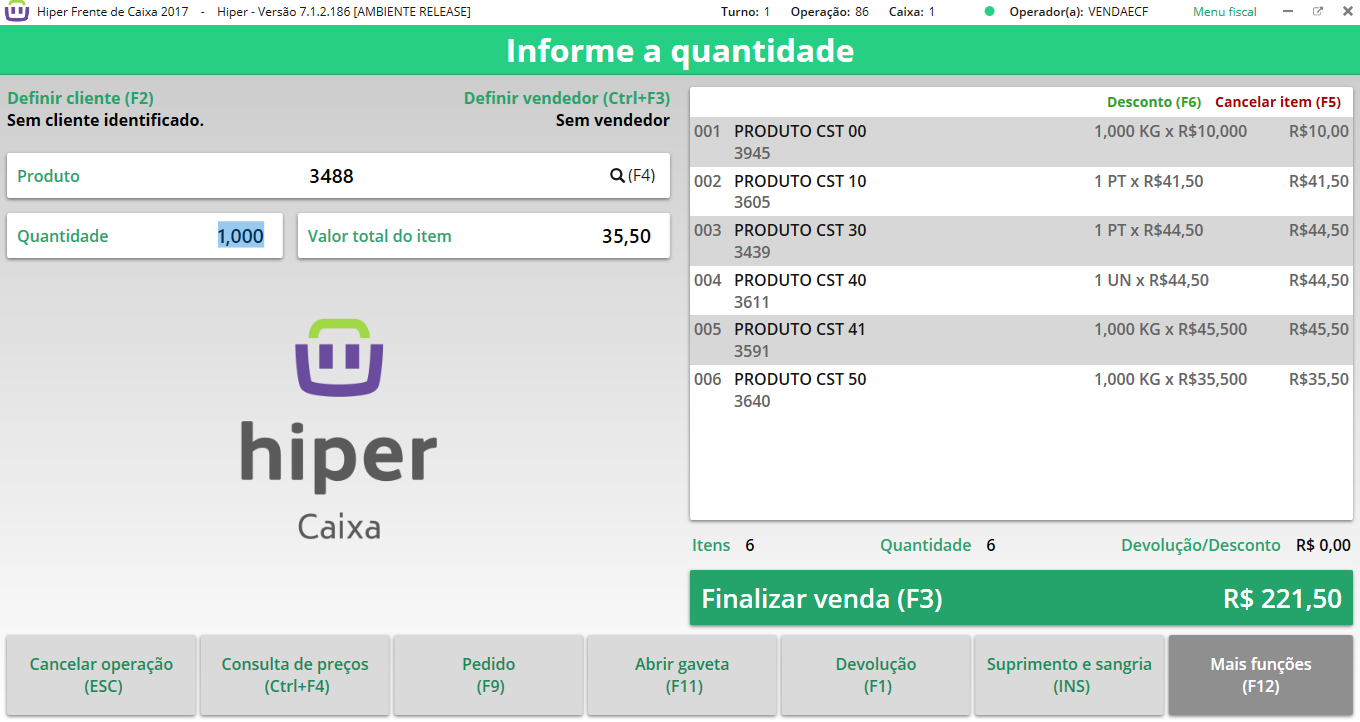 Hiper Frente de Caixa 2017 - Hiper - Versão 7.1.2.186 [AMBIENTE RELEASE] Turno: 1 Operação: 86 Caixa: 1 Operador(a): VENDAECF Menu fiscal
Informe a quantidade
Definir cliente (F2) Definir vendedor (Ctrl+F3)
Sem cliente identificado. Sem vendedor
Produto 3488 (F4)
Quantidade 1,000 Valor total do item 35,50
hiper
Caixa
Desconto (F6) Cancelar item (F5)
001 PRODUTO CST 00 1,000 KG x R$10,000 R$10,00
3945
002 PRODUTO CST 10 1 PT x R$41,50 R$41,50
3605
003 PRODUTO CST 30 1 PT x R$44,50 R$44,50
3439
004 PRODUTO CST 40 1 UN x R$44,50 R$44,50
3611
005 PRODUTO CST 41 1,000 KG x R$45,500 R$45,50
3591
006 PRODUTO CST 50 1,000 KG x R$35,500 R$35,50
3640
Itens 6 Quantidade 6 Devolução/Desconto R$ 0,00
Finalizar venda (F3) R$ 221,50
Cancelar operação
(ESC)
Consulta de preços
(Ctrl+F4)
Pedido
(F9)
Abrir gaveta
(F11)
Devolução
(F1)
Suprimento e sangria
(INS)
Mais funções
(F12)